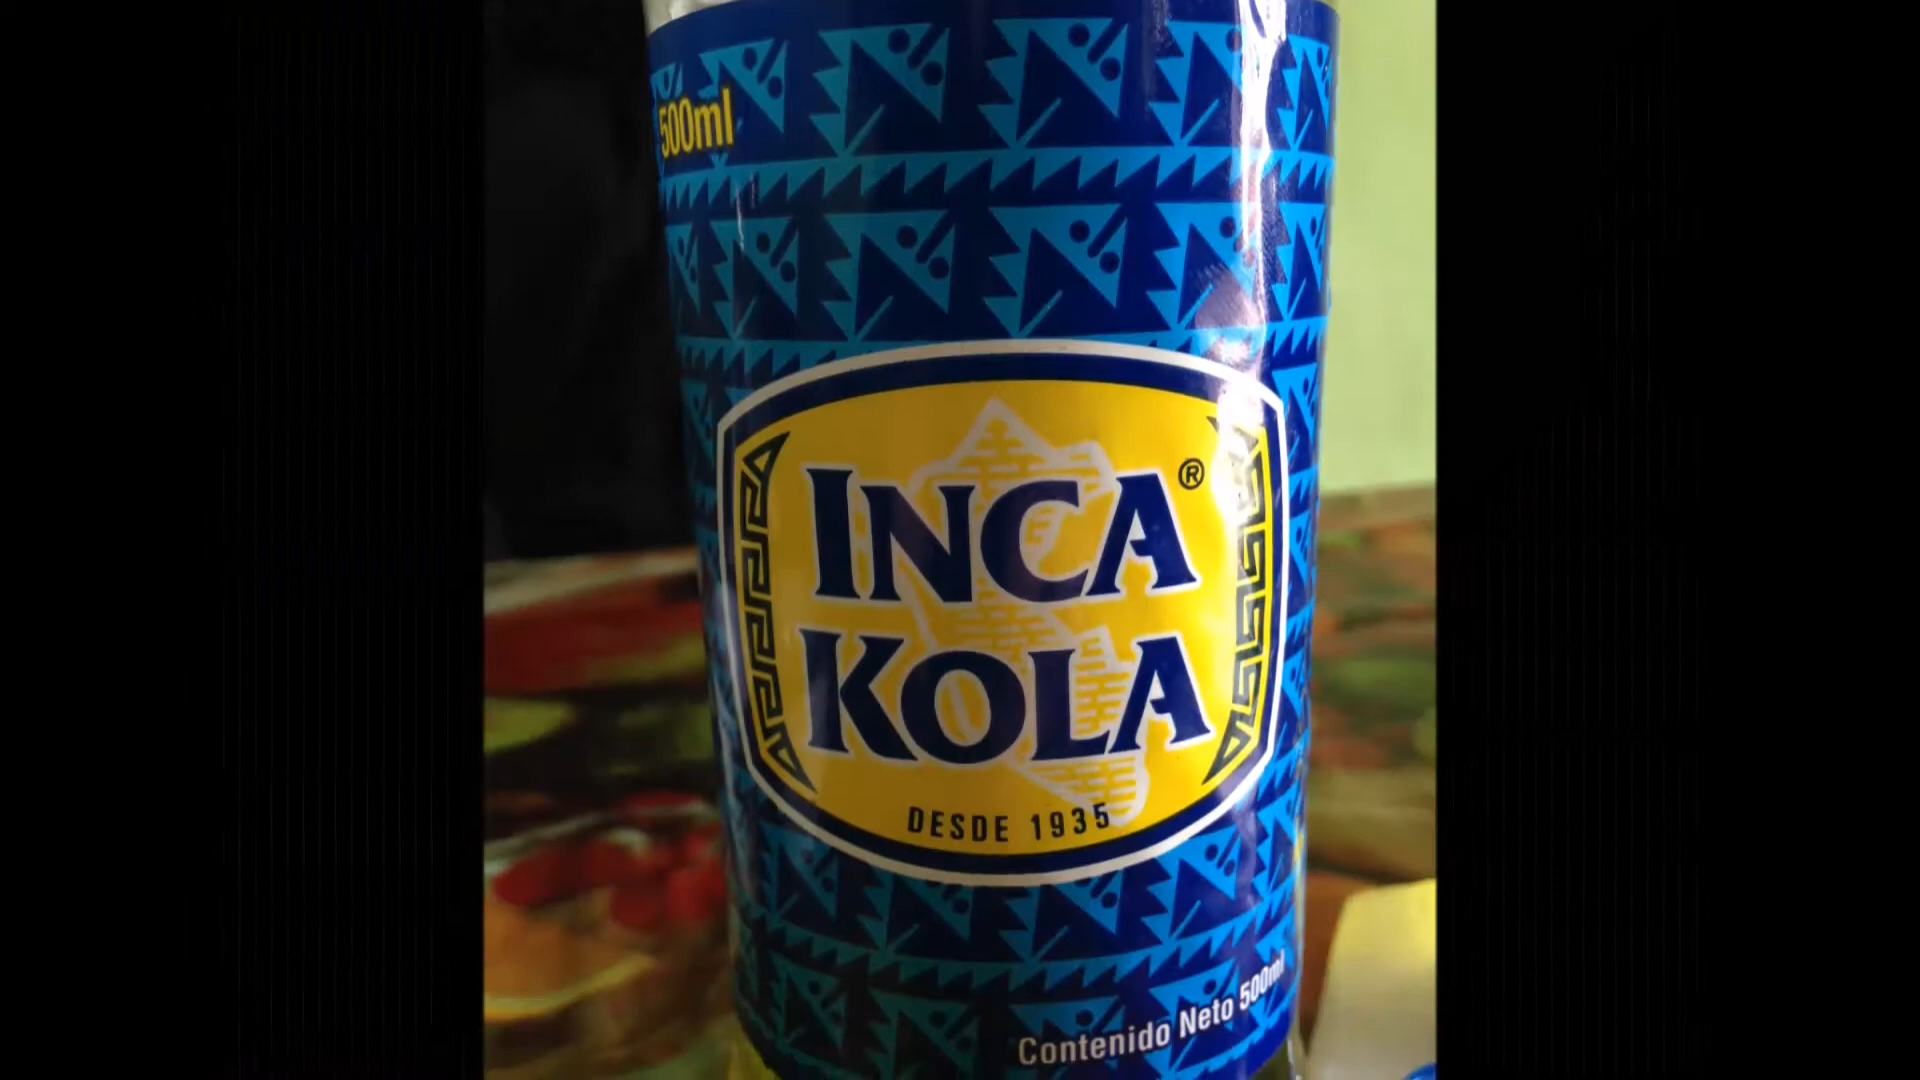 500ml
INCA®
KOLA
DESDE 1935
Contenido Neto 500ml